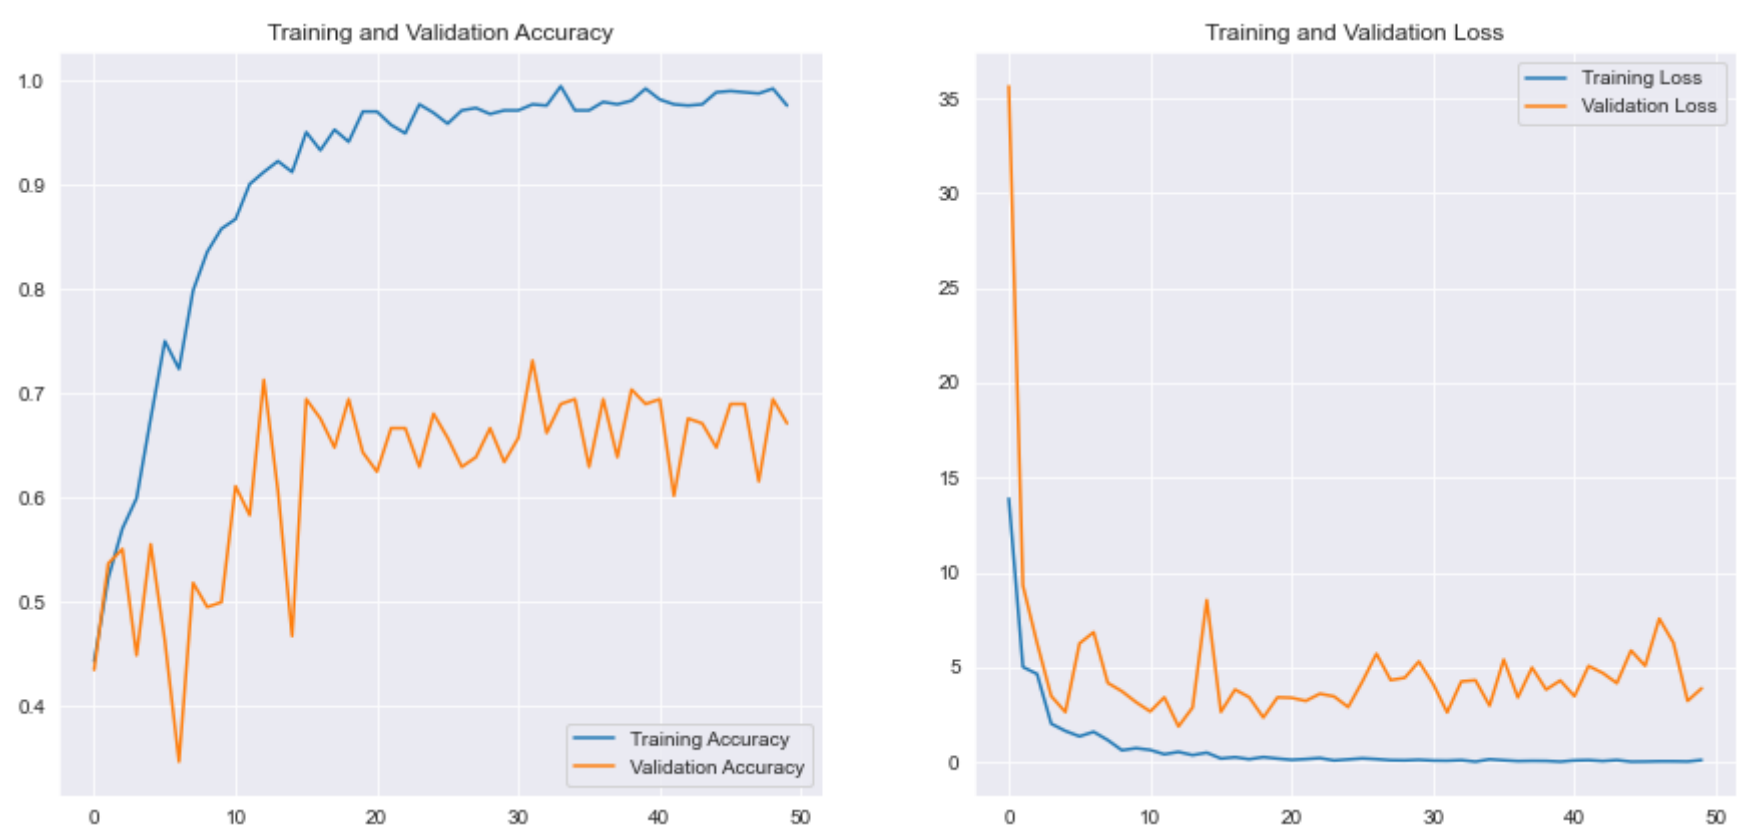 Training and Validation Accuracy
1.0
0.9
0.8
0.7
0.6
0.5
0.4
Training Accuracy
Validation Accuracy
0 10 20 30 40 50
Training and Validation Loss
Training Loss
Validation Loss
35
30
25
20
15
10
5
0
0 10 20 30 40 50